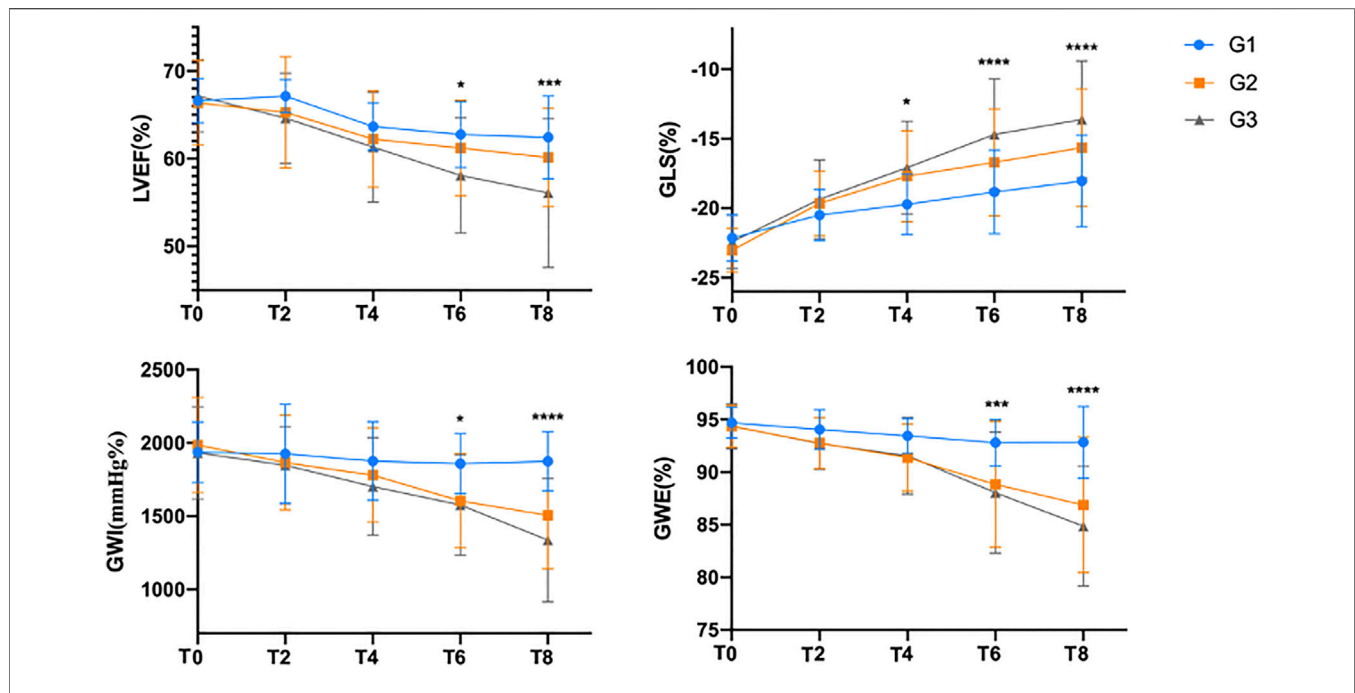 G1
G2
G3
LVEF(%)
70
60
50
* ***
T0 T2 T4 T6 T8
GLS(%)
-10
-15
-20
-25
* **** ****
T0 T2 T4 T6 T8
GWI(mmHg%)
2500
2000
1500
1000
* ****
T0 T2 T4 T6 T8
GWE(%)
100
95
90
85
80
75
*** ****
T0 T2 T4 T6 T8